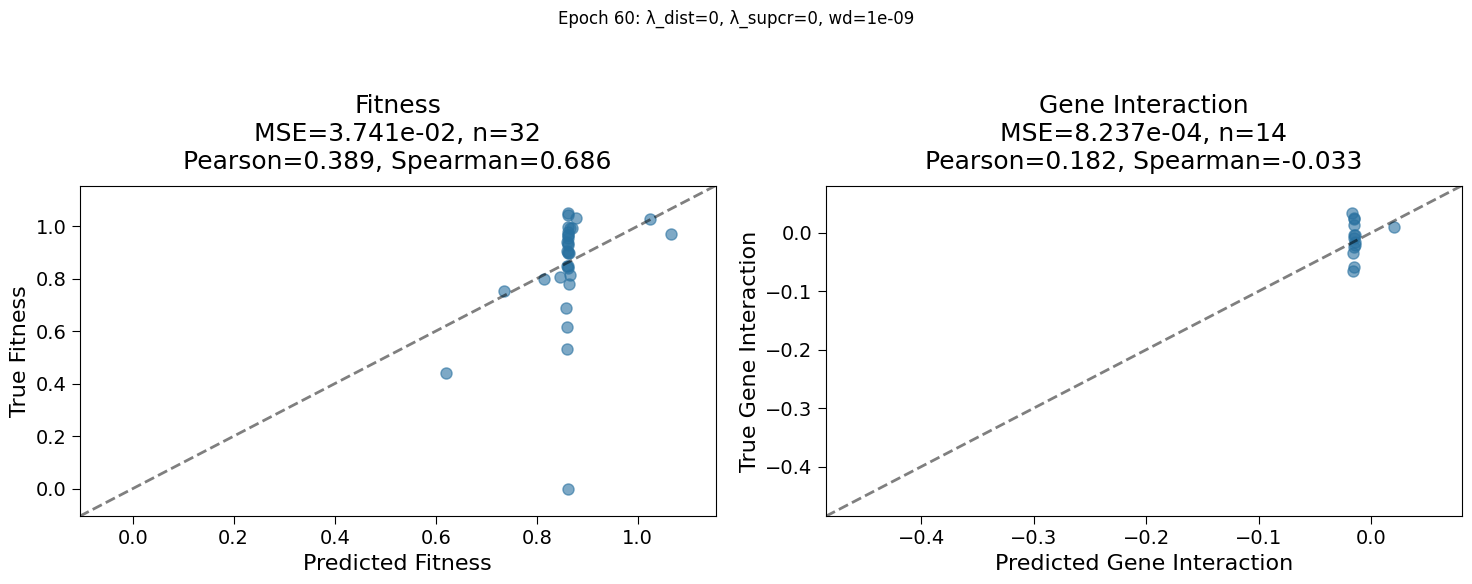 Epoch 60: λ_dist=0, λ_supcr=0, wd=1e-09
Fitness
MSE=3.741e-02, n=32
Pearson=0.389, Spearman=0.686
True Fitness
1.0
0.8
0.6
0.4
0.2
0.0
0.0 0.2 0.4 0.6 0.8 1.0
Predicted Fitness
Gene Interaction
MSE=8.237e-04, n=14
Pearson=0.182, Spearman=-0.033
True Gene Interaction
0.0
−0.1
−0.2
−0.3
−0.4
−0.4 −0.3 −0.2 −0.1 0.0
Predicted Gene Interaction